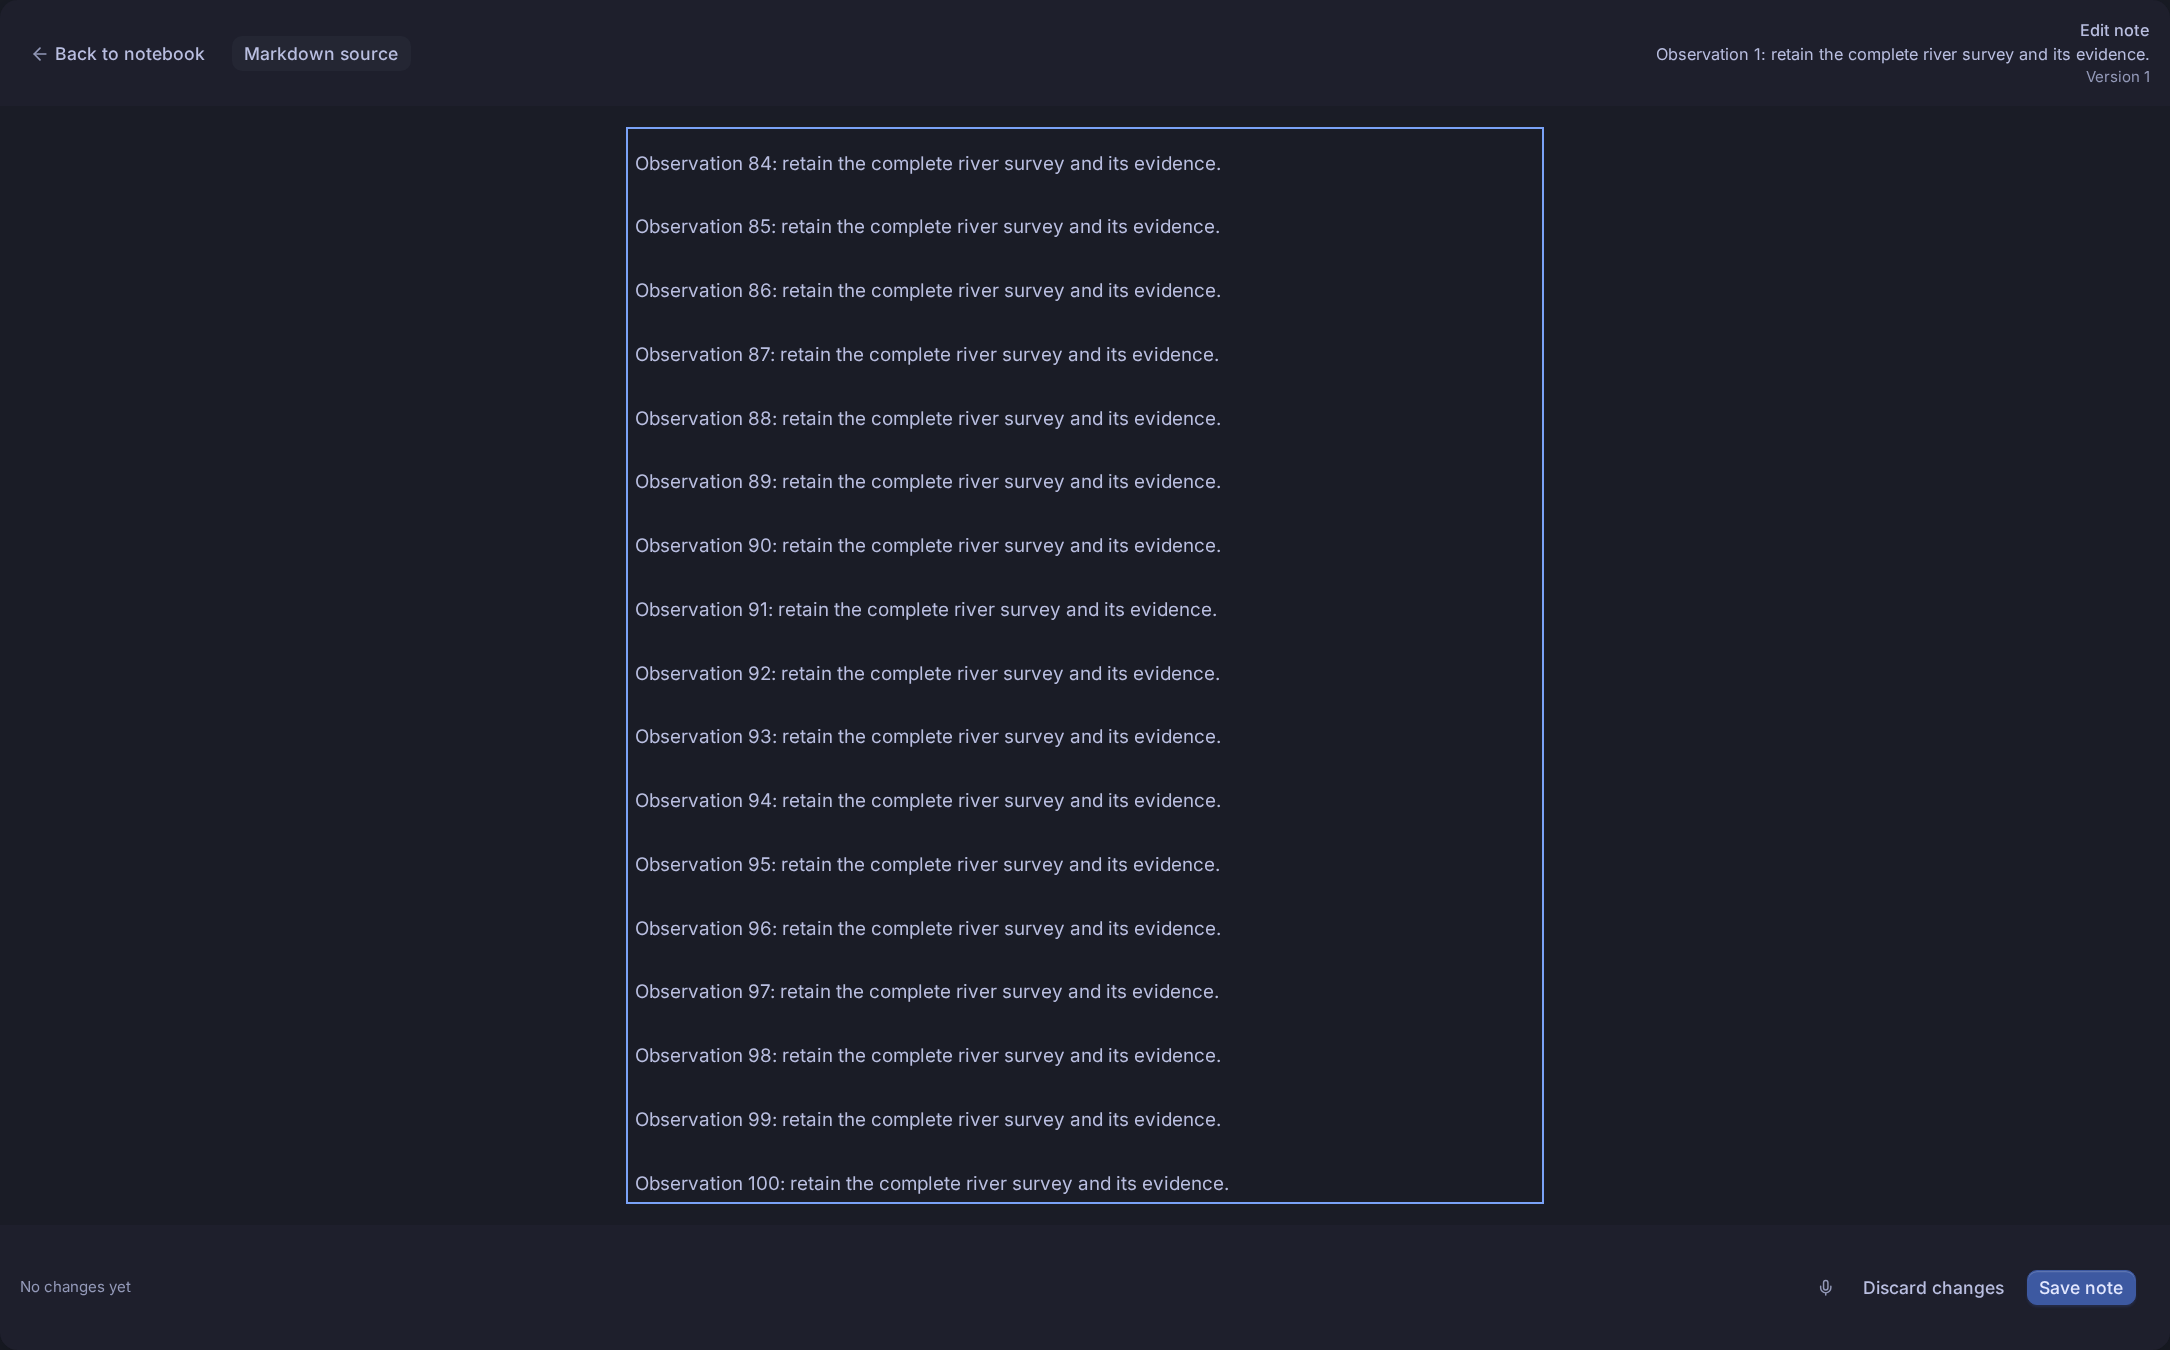 Back to notebook
Markdown source
Edit note
Observation 1: retain the complete river survey and its evidence.
Version 1
Observation 84: retain the complete river survey and its evidence.
Observation 85: retain the complete river survey and its evidence.
Observation 86: retain the complete river survey and its evidence.
Observation 87: retain the complete river survey and its evidence.
Observation 88: retain the complete river survey and its evidence.
Observation 89: retain the complete river survey and its evidence.
Observation 90: retain the complete river survey and its evidence.
Observation 91: retain the complete river survey and its evidence.
Observation 92: retain the complete river survey and its evidence.
Observation 93: retain the complete river survey and its evidence.
Observation 94: retain the complete river survey and its evidence.
Observation 95: retain the complete river survey and its evidence.
Observation 96: retain the complete river survey and its evidence.
Observation 97: retain the complete river survey and its evidence.
Observation 98: retain the complete river survey and its evidence.
Observation 99: retain the complete river survey and its evidence.
Observation 100: retain the complete river survey and its evidence.
No changes yet
Discard changes
Save note